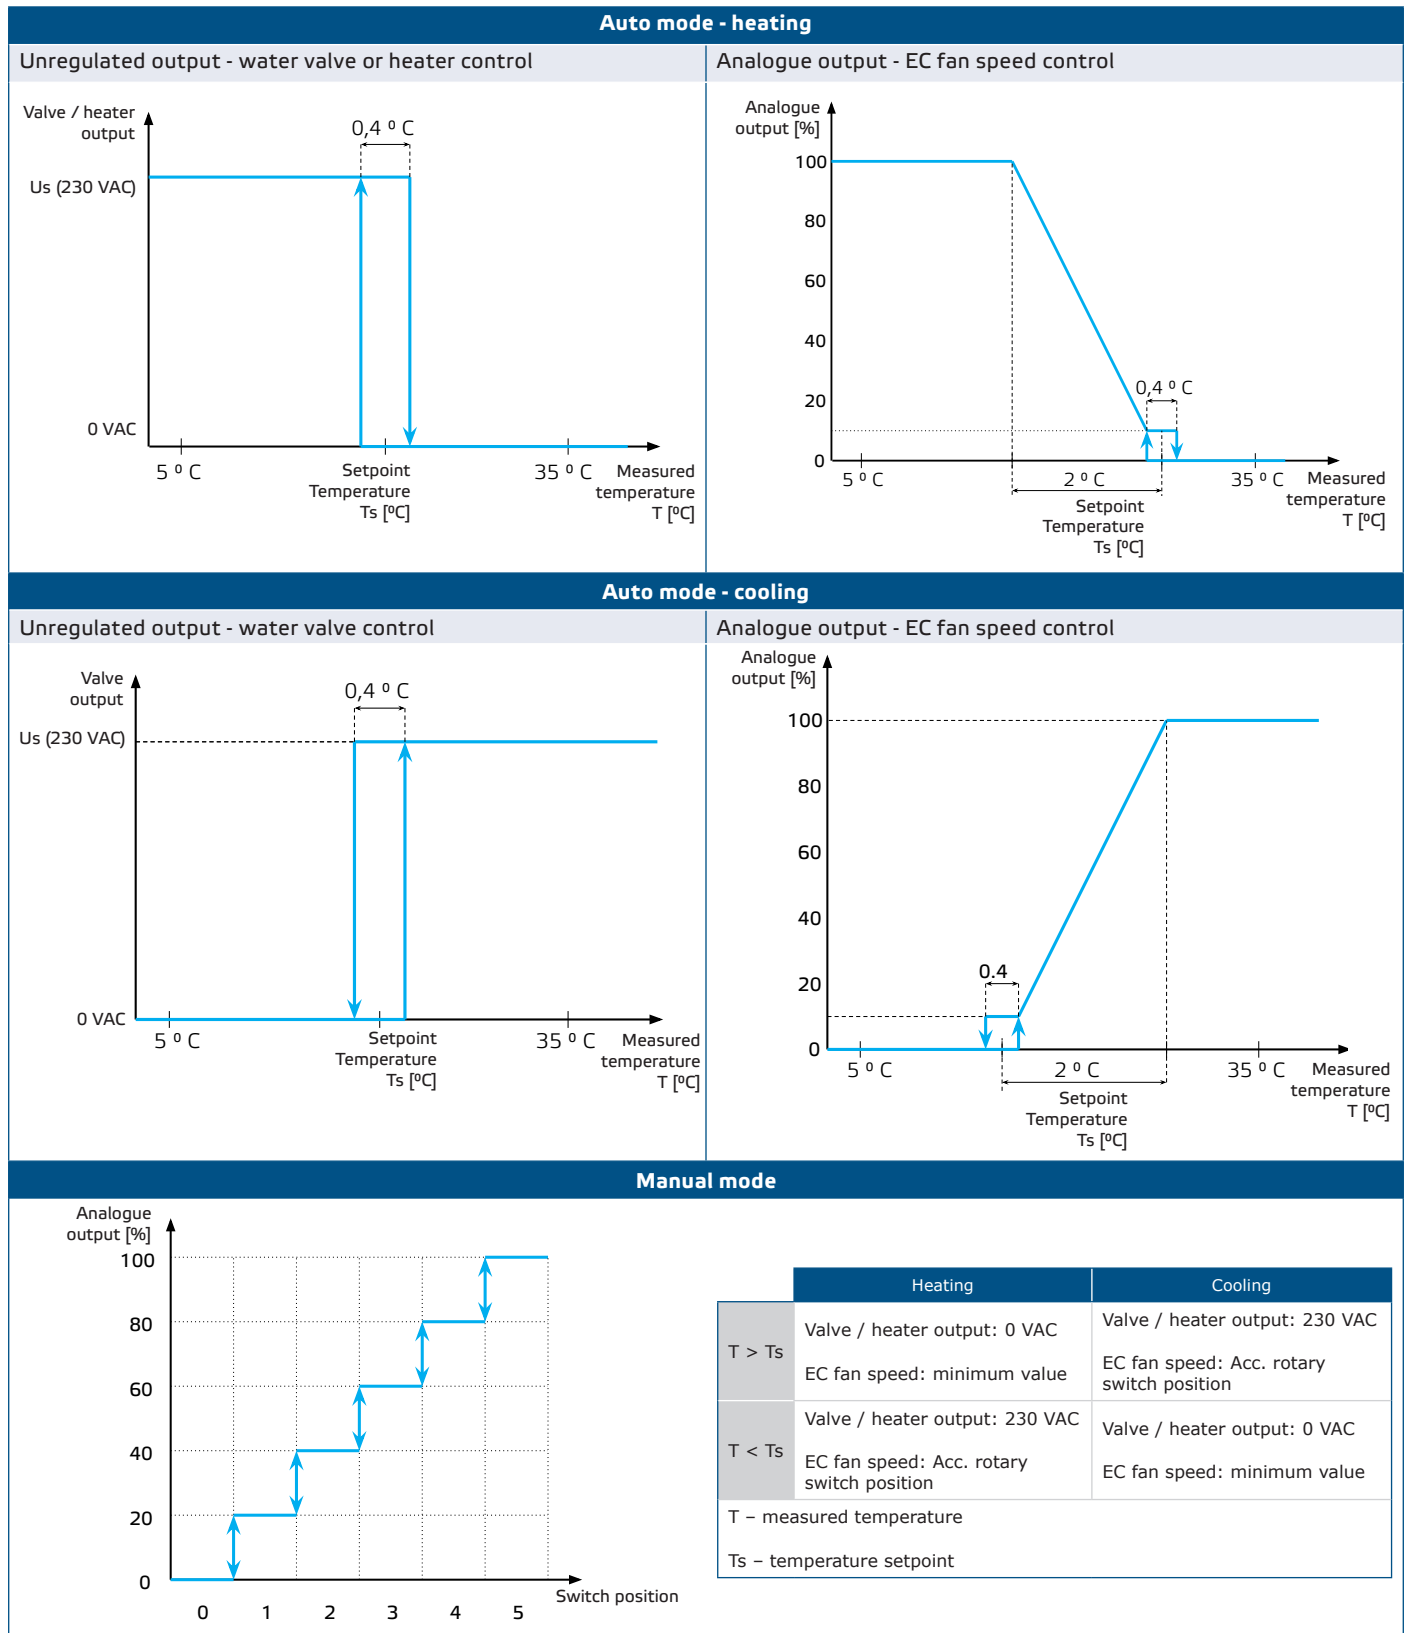 Auto mode - heating
Unregulated output - water valve or heater control
Analogue output - EC fan speed control
Valve / heater
output
0,4 º C
Us (230 VAC)
0 VAC
5 º C
Setpoint
Temperature
Ts [ºC]
35 º C
Measured
temperature
T [ºC]
Analogue
output [%]
100
80
60
40
20
0
0,4 º C
5 º C
2 º C
Setpoint
Temperature
Ts [ºC]
35 º C
Measured
temperature
T [ºC]
Auto mode - cooling
Unregulated output - water valve control
Analogue output - EC fan speed control
Valve
output
0,4 º C
Us (230 VAC)
0 VAC
5 º C
Setpoint
Temperature
Ts [ºC]
35 º C
Measured
temperature
T [ºC]
Analogue
output [%]
100
80
60
40
20
0
0.4
5 º C
2 º C
Setpoint
Temperature
Ts [ºC]
35 º C
Measured
temperature
T [ºC]
Manual mode
Analogue
output [%]
100
80
60
40
20
0
0 1 2 3 4 5
Switch position
Heating
Cooling
T > Ts
Valve / heater output: 0 VAC
EC fan speed: minimum value
Valve / heater output: 230 VAC
EC fan speed: Acc. rotary
switch position
T < Ts
Valve / heater output: 230 VAC
EC fan speed: Acc. rotary
switch position
Valve / heater output: 0 VAC
EC fan speed: minimum value
T – measured temperature
Ts – temperature setpoint